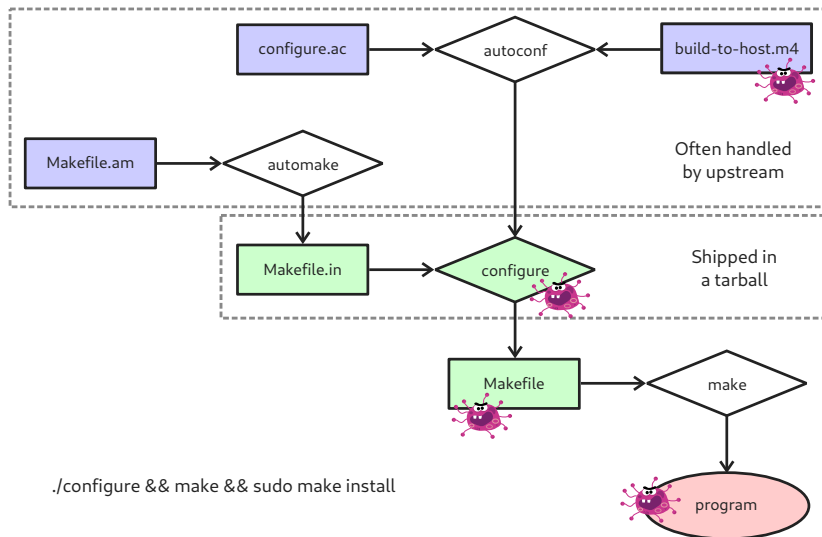 configure.ac
autoconf
build-to-host.m4
Makefile.am
automake
Often handled
by upstream
Makefile.in
configure
Shipped in
a tarball
Makefile
make
./configure && make && sudo make install
program